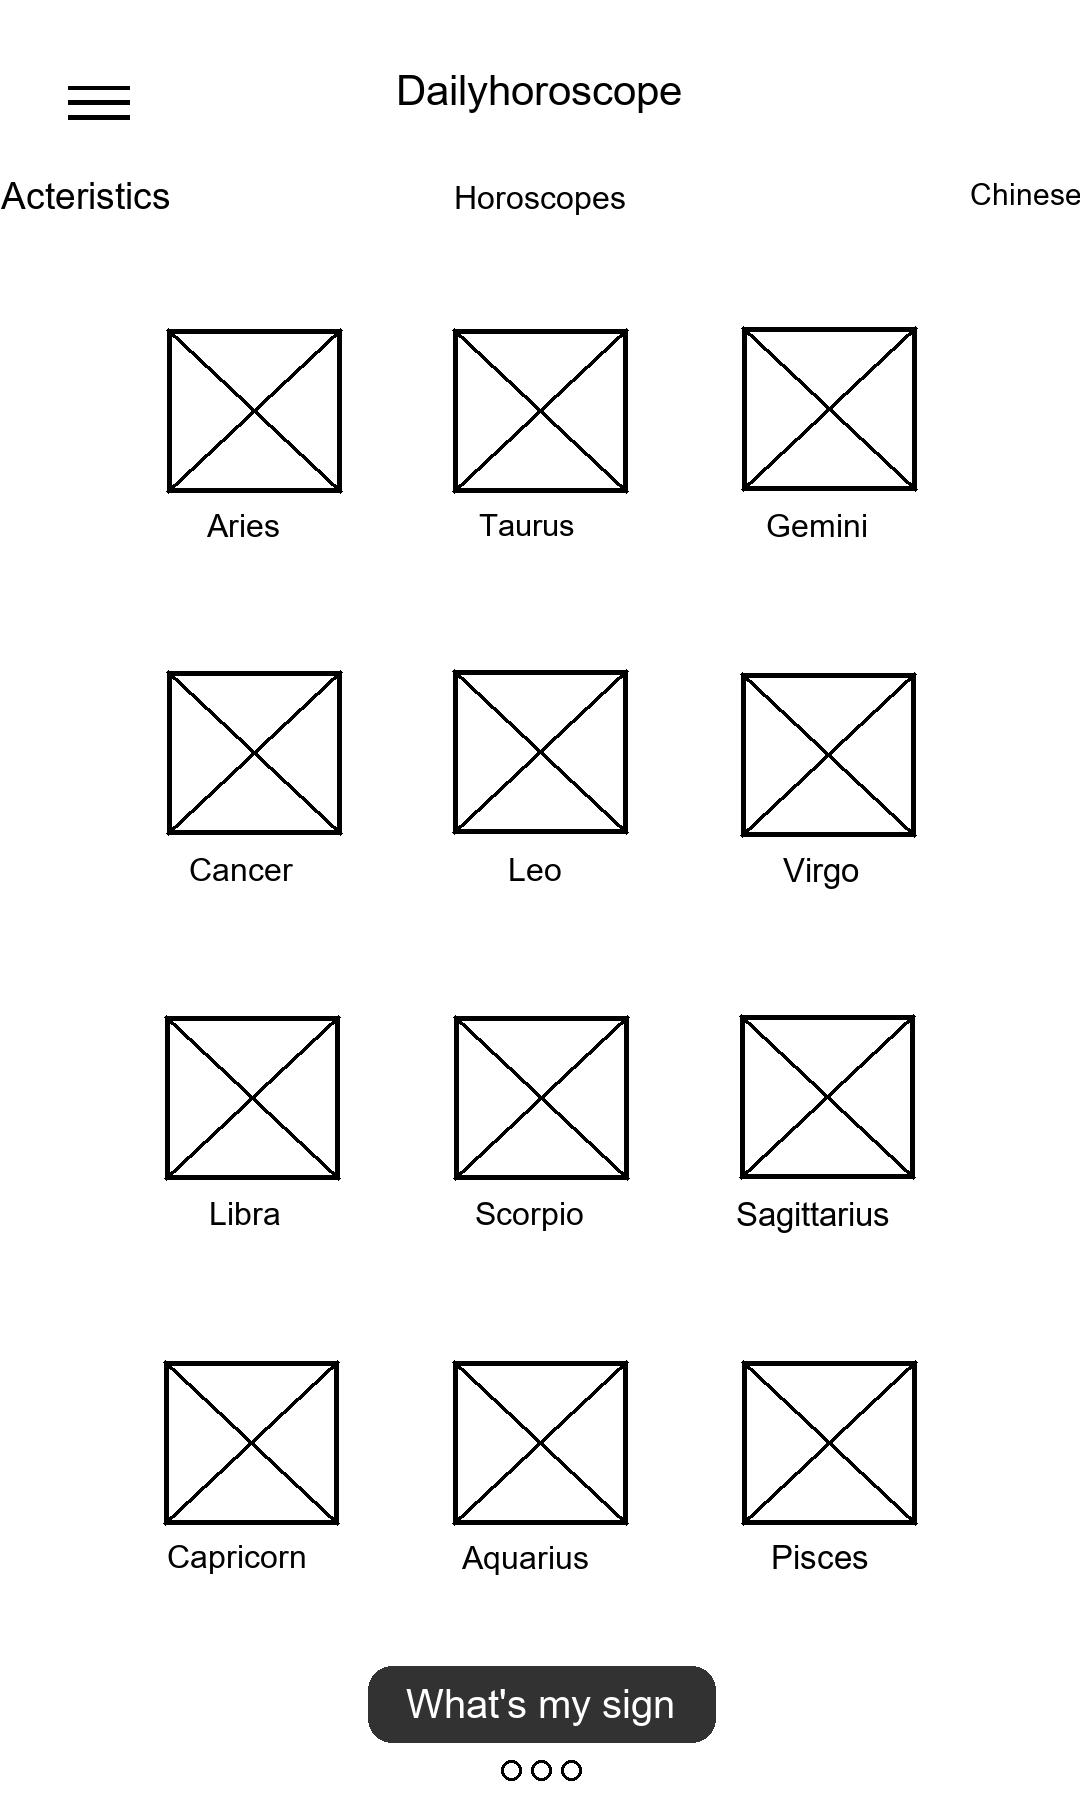 Dailyhoroscope
Acteristics Horoscopes Chinese
Aries Taurus Gemini
Cancer Leo Virgo
Libra Scorpio Sagittarius
Capricorn Aquarius Pisces
What's my sign